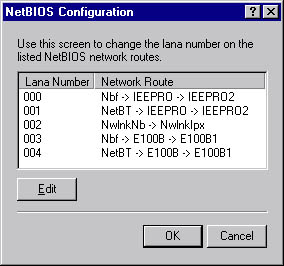 NetBIOS Configuration
Use this screen to change the lana number on the
listed NetBIOS network routes.
Lana Number Network Route
000 Nbf -> IEEPRO -> IEEPRO2
001 NetBT -> IEEPRO -> IEEPRO2
002 NwlnkNb -> NwlnkIpx
003 Nbf -> E100B -> E100B1
004 NetBT -> E100B -> E100B1
Edit
OK Cancel